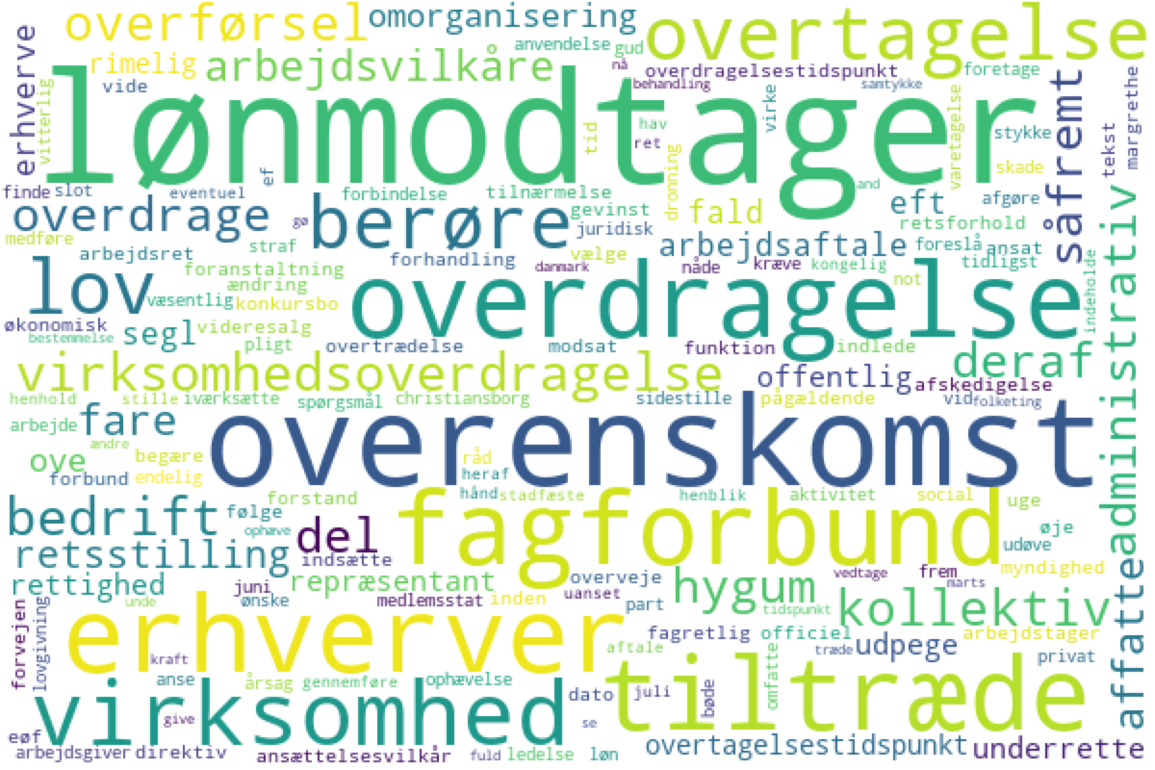 overførsel omorganisering overtagelse
erhverve rimelig arbejdsvilkåre anvendelse gud nå overdragelsestidspunkt foretage
vitterlig vide behandling samtykke
lønmodtager
tid hav ret virke dronning varetagelse and stykke skade såfremt tekst margrethe
finde slot eventuel ef forbindelse tilnærmelse afgøre
overdrage gø berøre gevinst juridisk fald eft retsforhold
medføre arbejdsret straf forhandling vælge arbejdsaftale foreslå ansat
lov foranstaltning danmark nåde kræve kongelig not tidligst
væsentlig ændring konkursbo overdragelse indeholde administrativ
økonomisk bestemmelse segl videresalg pligt overtrædelse modsat funktion indlede deraf
virksomhedsoverdragelse offentlig afskedigelse
henhold stille iværksætte spørgsmål christiansborg sidestille pågældende vid folketing
arbejde fare overenskomst
ændre oye begære råd
forbund endelig heraf
hånd stadfæste henblik aktivitet social uge
bedrift følge forstand ophæve del fagforbund øje udøve
retsstilling indsætte myndighed
rettighed juni repræsentant overveje uanset hygum vedtage frem marts
forvejen lovgivning unde ønske medlemsstat inden part tidspunkt kollektiv affatte
erhverver fagretlig officiel arbejdstager
kraft aftale træde udpege privat
anse årsag gennemføre ophævelse dato juli bøde omfatte tiltræde
virksomhed give se
eøf arbejdsgiver direktiv ansættelsesvilkår fuld ledelse løn overtagelsestidspunkt underrette